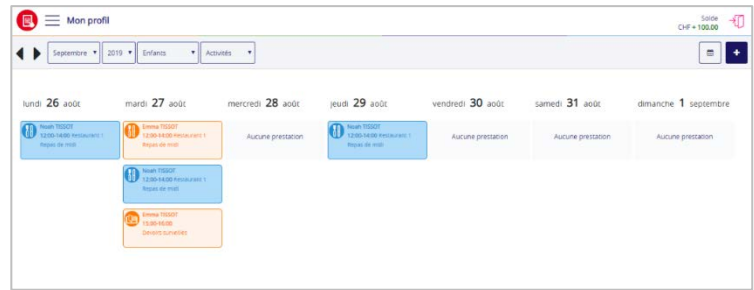 Mon profil
Solde
CHF + 100.00
Septembre 2019 Enfants Activités
lundi 26 août mardi 27 août mercredi 28 août jeudi 29 août vendredi 30 août samedi 31 août dimanche 1 septembre
Noah TISSOT
12:00-14:00 Restaurant 1
Repas de midi
Emma TISSOT
12:00-14:00 Restaurant 1
Repas de midi
Aucune prestation
Noah TISSOT
12:00-14:00 Restaurant 1
Repas de midi
Aucune prestation
Aucune prestation
Aucune prestation
Noah TISSOT
12:00-14:00 Restaurant 1
Repas de midi
Emma TISSOT
15:00-16:00
Devoirs surveillés